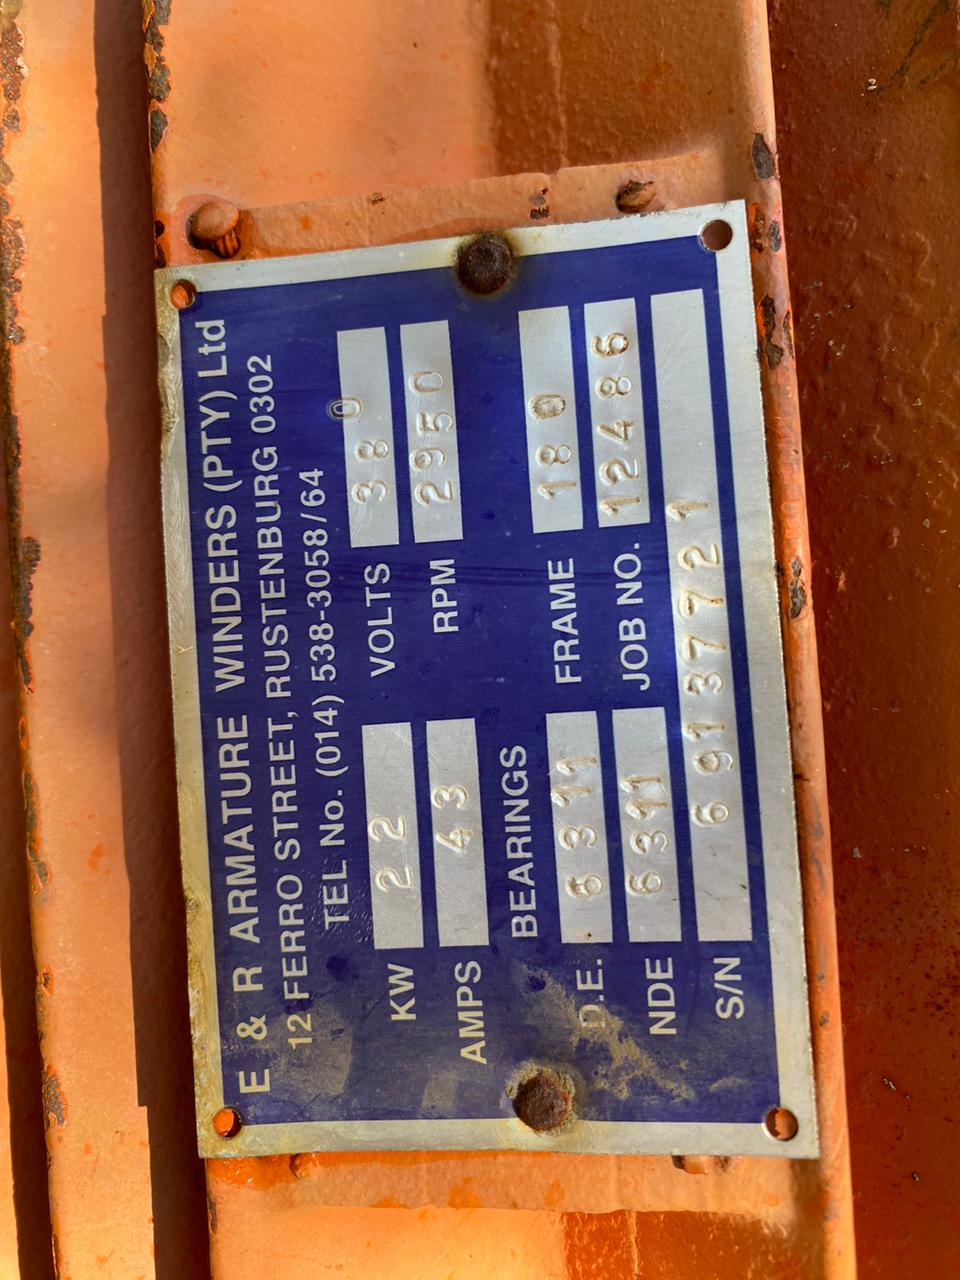 E & R ARMATURE WINDERS (PTY) Ltd
12 FERRO STREET, RUSTENBURG 0302
TEL No. (014) 538-3058/64
KW 22 VOLTS 380
AMPS 43 RPM 2950
BEARINGS
D.E. 6311 FRAME 180
NDE 6311 JOB NO. 12486
S/N 69137721